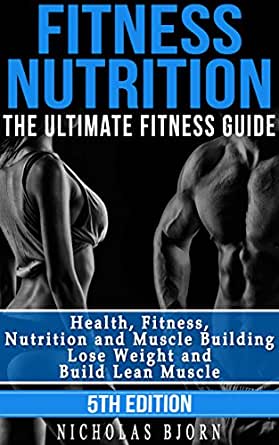 FITNESS
NUTRITION
THE ULTIMATE FITNESS GUIDE
Health, Fitness,
Nutrition and Muscle Building
Lose Weight and
Build Lean Muscle
5TH EDITION
NICHOLAS BJORN